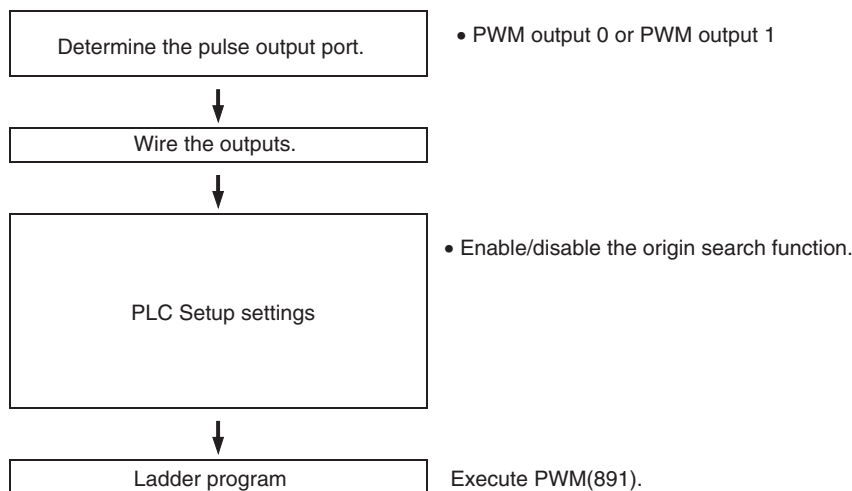 Determine the pulse output port.
• PWM output 0 or PWM output 1
Wire the outputs.
PLC Setup settings
• Enable/disable the origin search function.
Ladder program
Execute PWM(891).